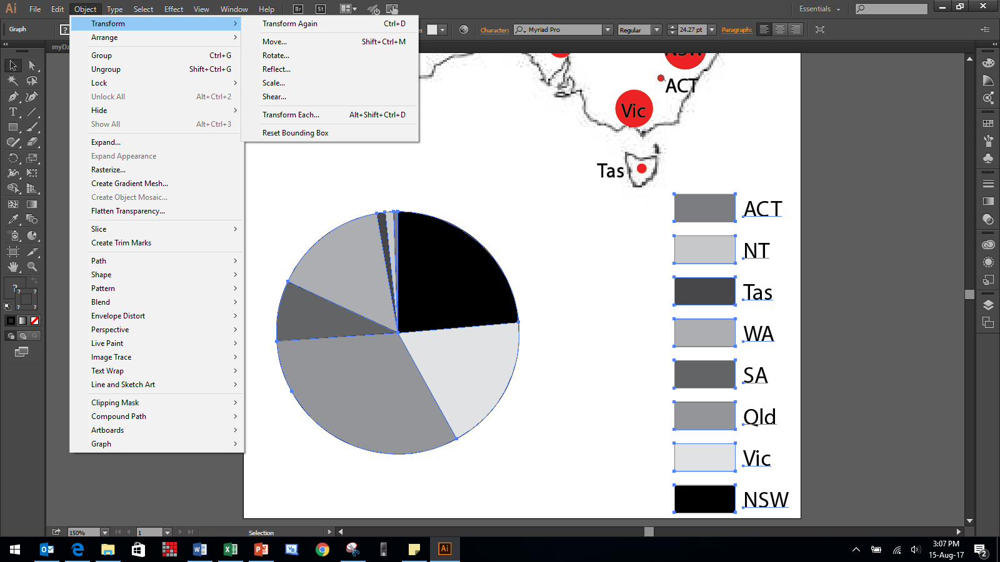 Ai File Edit Object Type Select Effect View Window Help Br St Essentials
Graph ? Character: Myriad Pro Regular 24.27 pt Paragraph:
myDa
Transform
Arrange
Group Ctrl+G
Ungroup Shift+Ctrl+G
Lock
Unlock All Alt+Ctrl+2
Hide
Show All Alt+Ctrl+3
Expand...
Expand Appearance
Rasterize...
Create Gradient Mesh...
Create Object Mosaic...
Flatten Transparency...
Slice
Create Trim Marks
Path
Shape
Pattern
Blend
Envelope Distort
Perspective
Live Paint
Image Trace
Text Wrap
Line and Sketch Art
Clipping Mask
Compound Path
Artboards
Graph
Transform Again Ctrl+D
Move... Shift+Ctrl+M
Rotate...
Reflect...
Scale...
Shear...
Transform Each... Alt+Shift+Ctrl+D
Reset Bounding Box
NSW
ACT
Vic
Tas
ACT
NT
Tas
WA
SA
Qld
Vic
NSW
150% 1 Selection
3:07 PM
15-Aug-17
2